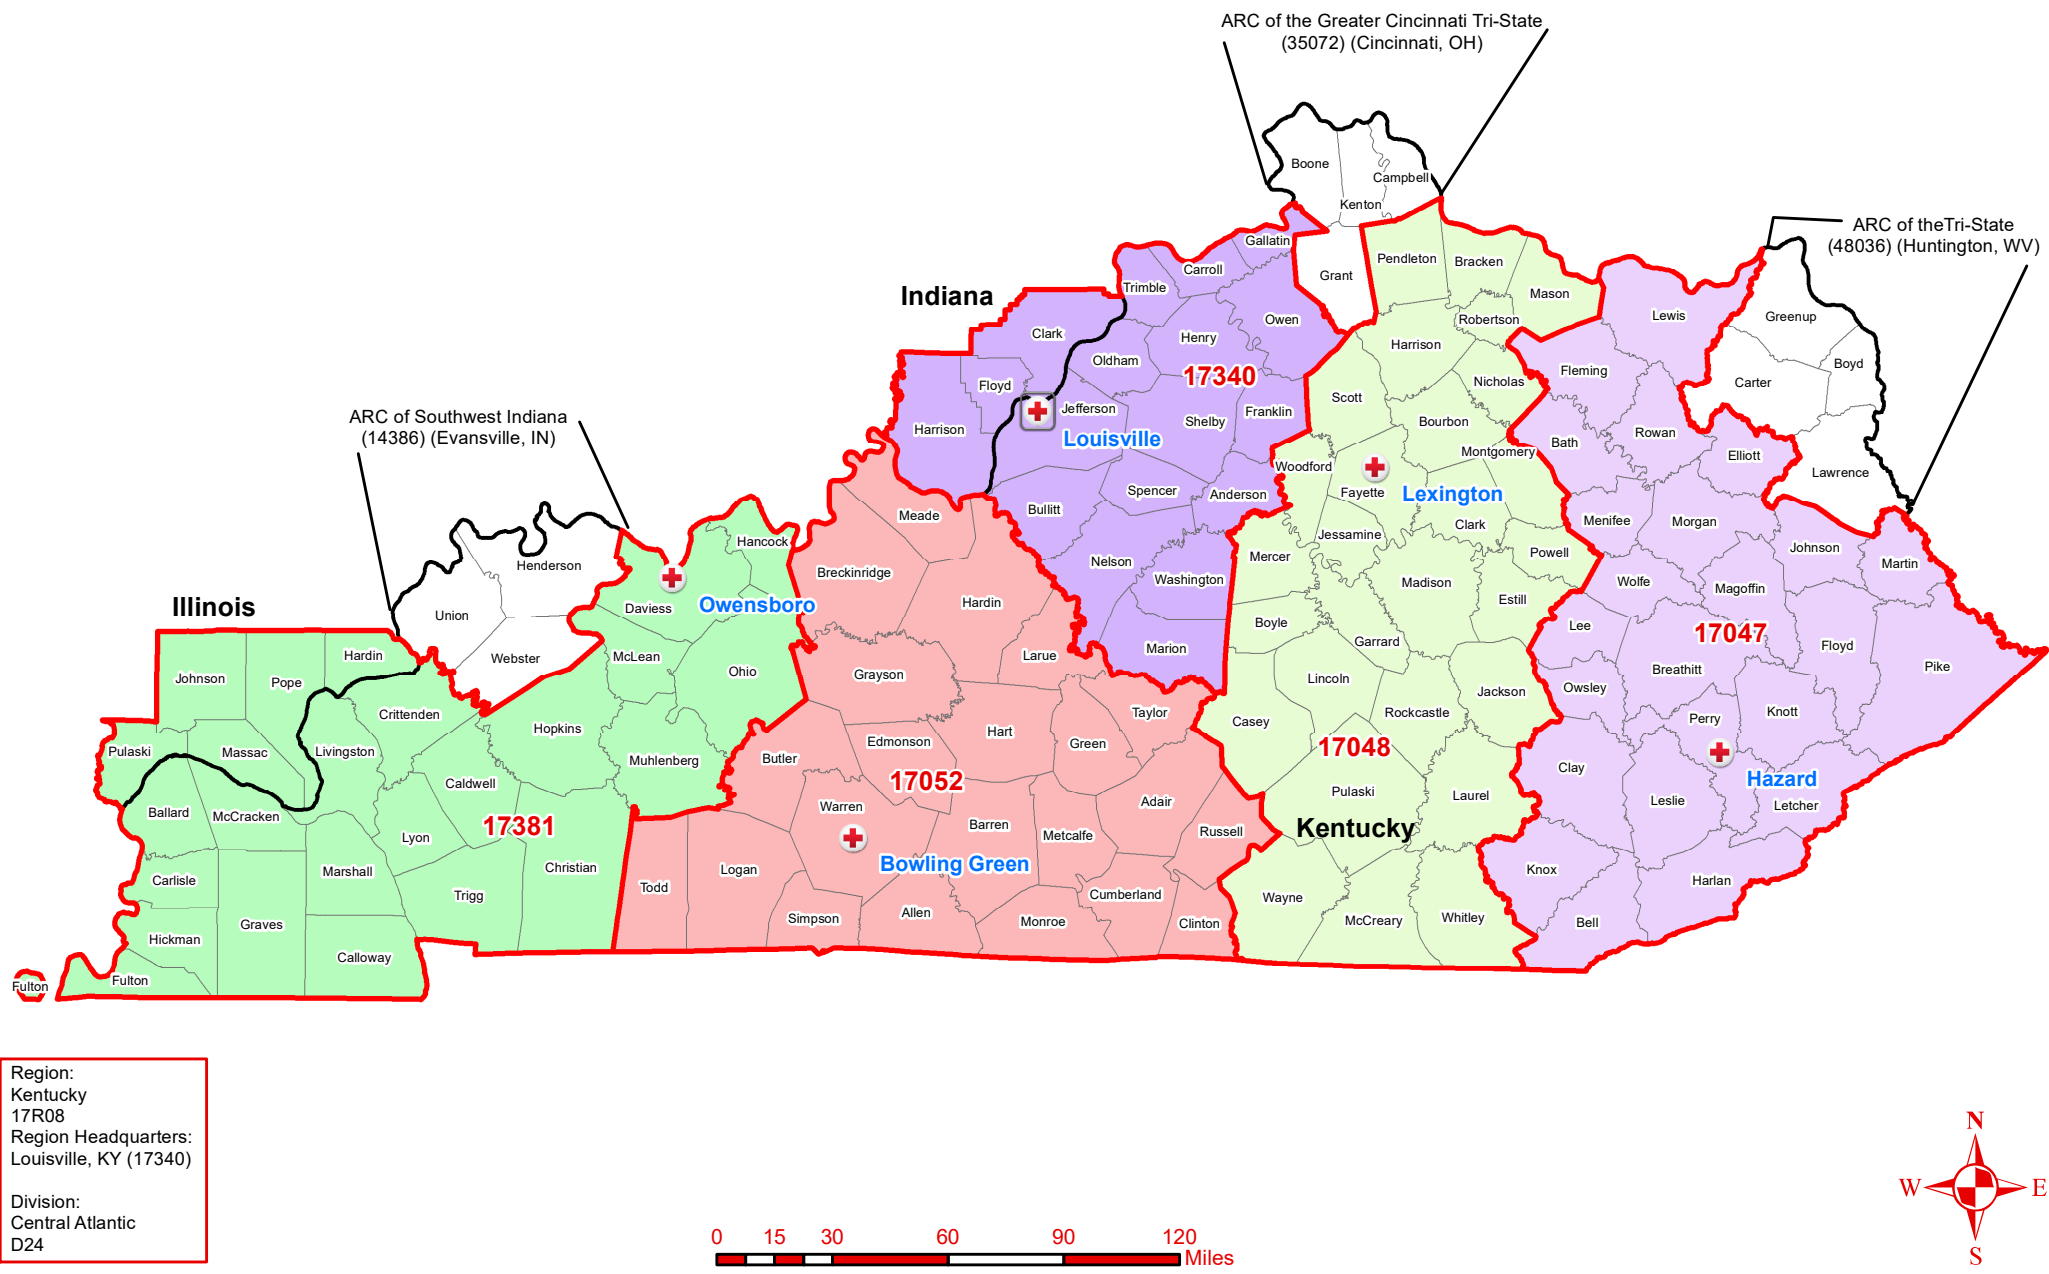 ARC of the Greater Cincinnati Tri-State
(35072) (Cincinnati, OH)
Boone
Campbell
Kenton
ARC of theTri-State
(48036) (Huntington, WV)
Gallatin
Pendleton
Bracken
Carroll
Grant
Trimble
Mason
Indiana
Lewis
Greenup
Owen
Robertson
Clark
Henry
Harrison
Oldham
Boyd
Fleming
17340
Nicholas
Carter
Floyd
Scott
Jefferson
Franklin
ARC of Southwest Indiana
(14386) (Evansville, IN)
Shelby
Bourbon
Harrison
Louisville
Rowan
Bath
Montgomery
Elliott
Woodford
Lawrence
Spencer
Fayette
Lexington
Anderson
Bullitt
Meade
Menifee
Morgan
Clark
Jessamine
Hancock
Johnson
Powell
Mercer
Nelson
Martin
Henderson
Breckinridge
Washington
Wolfe
Madison
Magoffin
Illinois
Daviess
Owensboro
Hardin
Estill
Union
Boyle
Lee
17047
Garrard
Floyd
Marion
Hardin
McLean
Webster
Larue
Pike
Breathitt
Ohio
Grayson
Johnson
Pope
Lincoln
Owsley
Jackson
Crittenden
Taylor
Rockcastle
Knott
Perry
Casey
Hopkins
Hart
Edmonson
Green
17048
Pulaski
Massac
Livingston
Butler
Muhlenberg
Clay
Hazard
Caldwell
17052
Pulaski
Laurel
Leslie
Letcher
Adair
Warren
Ballard
McCracken
17381
Barren
Metcalfe
Russell
Kentucky
Lyon
Bowling Green
Christian
Logan
Marshall
Knox
Carlisle
Todd
Harlan
Trigg
Cumberland
Wayne
Allen
Simpson
Monroe
Clinton
McCreary
Whitley
Bell
Graves
Hickman
Calloway
Fulton
Fulton
Region:
Kentucky
17R08
Region Headquarters:
Louisville, KY (17340)
Division:
Central Atlantic
D24
N
W
E
S
0 15 30 60 90 120
Miles